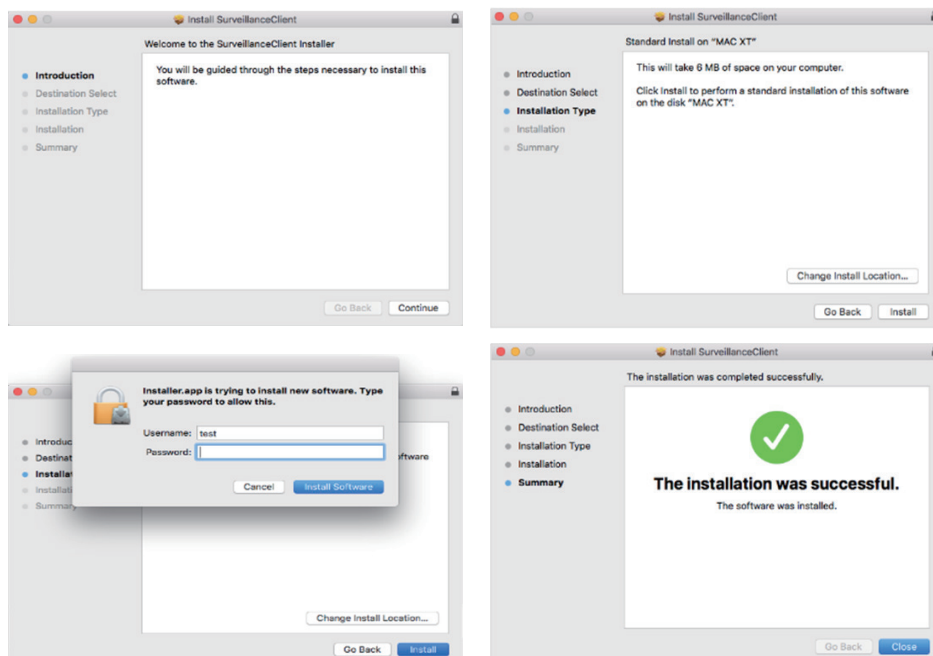 Install SurveillanceClient
Welcome to the SurveillanceClient Installer
Introduction
Destination Select
Installation Type
Installation
Summary
You will be guided through the steps necessary to install this
software.
Go Back
Continue
Install SurveillanceClient
Standard Install on “MAC XT”
Introduction
Destination Select
Installation Type
Installation
Summary
This will take 6 MB of space on your computer.
Click Install to perform a standard installation of this software
on the disk “MAC XT”.
Change Install Location...
Go Back
Install
Installer.app is trying to install new software. Type
your password to allow this.
Username: test
Password:
Cancel
Install Software
Change Install Location...
Go Back
Install
Install SurveillanceClient
The installation was completed successfully.
Introduction
Destination Select
Installation Type
Installation
Summary
The installation was successful.
The software was installed.
Go Back
Close